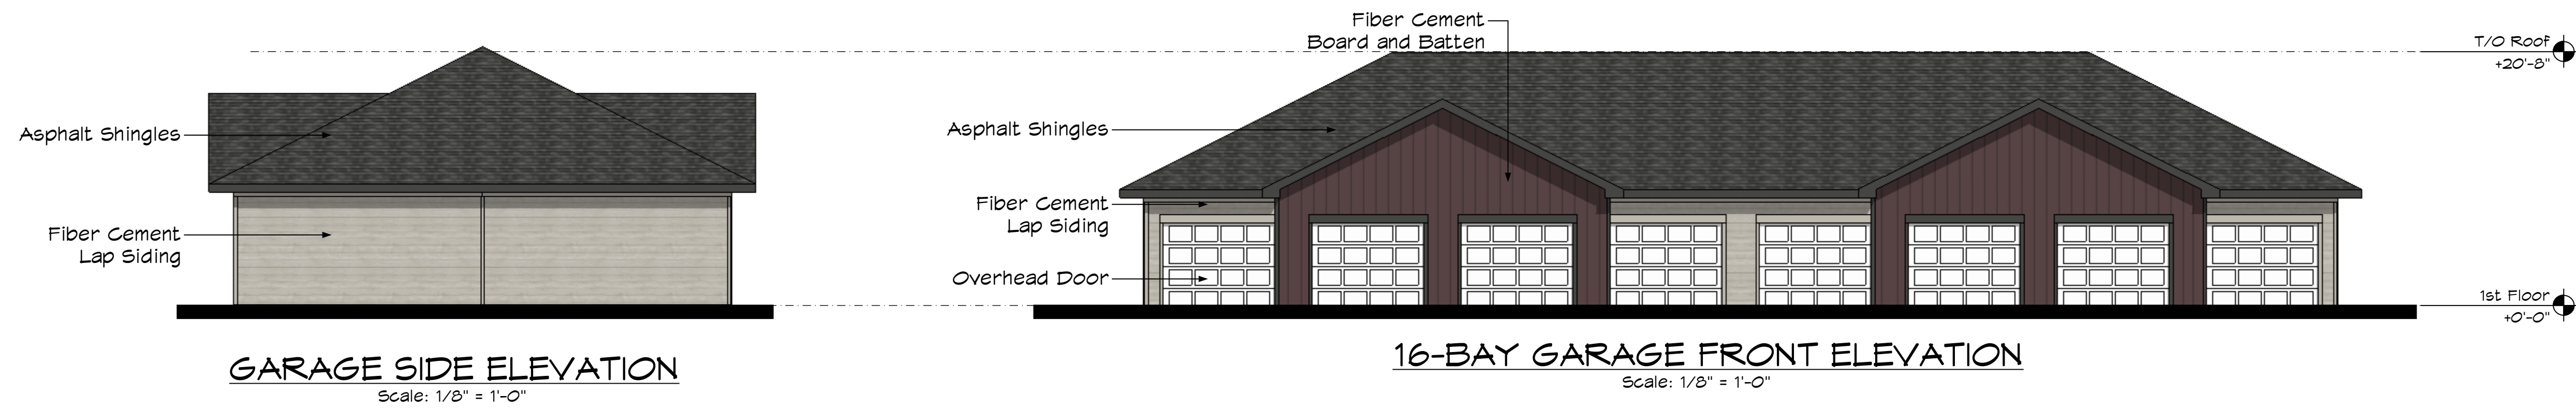 Asphalt Shingles
Fiber Cement
Lap Siding
GARAGE SIDE ELEVATION
Scale: 1/8" = 1'-0"
Fiber Cement
Board and Batten
Asphalt Shingles
Fiber Cement
Lap Siding
Overhead Door
16-BAY GARAGE FRONT ELEVATION
Scale: 1/8" = 1'-0"
T/O Roof
+20'-8"
1st Floor
+0'-0"